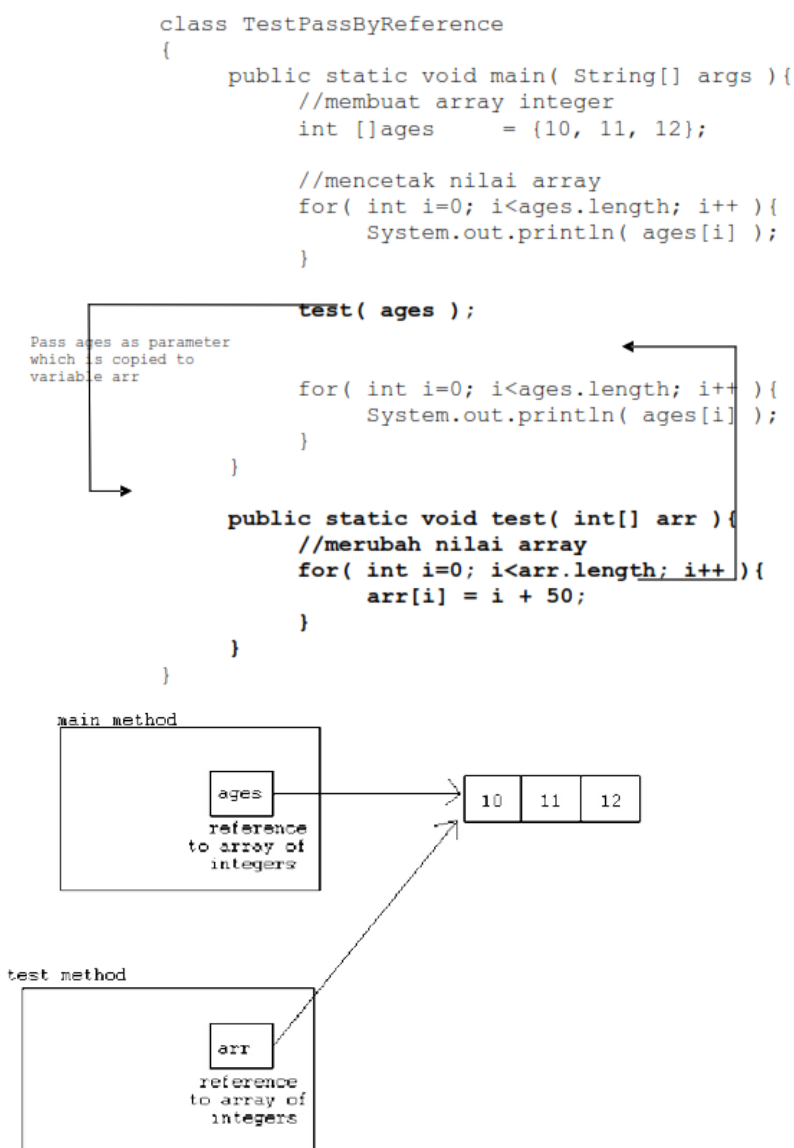 class TestPassByReference
{
public static void main( String[] args ){
//membuat array integer
int []ages = {10, 11, 12};
//mencetak nilai array
for( int i=0; i<ages.length; i++ ){
System.out.println( ages[i] );
}
test( ages );
Pass ages as parameter
which is copied to
variable arr
for( int i=0; i<ages.length; i++ ){
System.out.println( ages[i] );
}
}
public static void test( int[] arr ){
//merubah nilai array
for( int i=0; i<arr.length; i++ ){
arr[i] = i + 50;
}
}
}
main method
ages
10 11 12
reference
to array of
integers
test method
arr
reference
to array of
integers